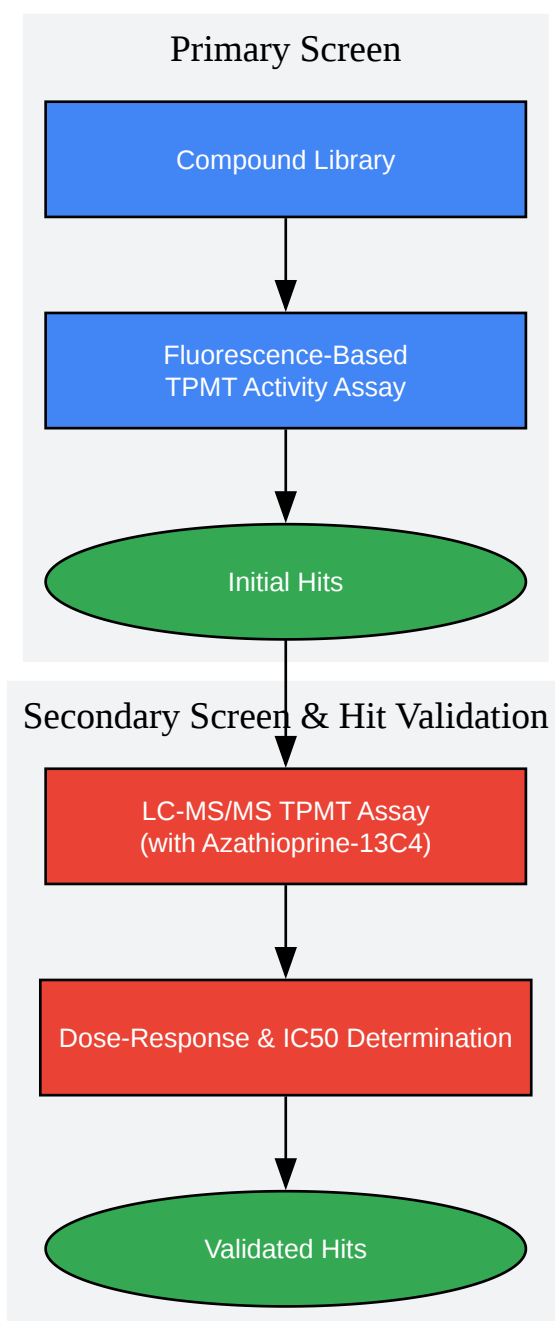 Primary Screen
Compound Library
Fluorescence-Based
TPMT Activity Assay
Initial Hits
Secondary Screen & Hit Validation
LC-MS/MS TPMT Assay
(with Azathioprine-13C4)
Dose-Response & IC50 Determination
Validated Hits